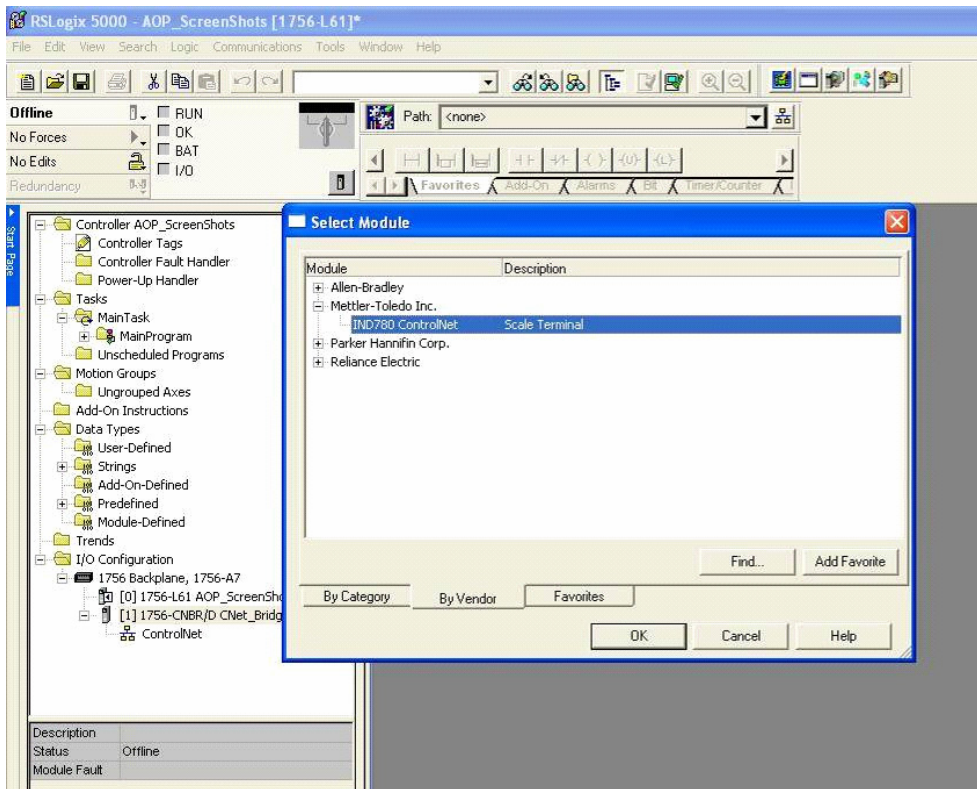 RSLogix 5000 - AOP_ScreenShots [1756-L61]*
File Edit View Search Logic Communications Tools Window Help
Offline
RUN
No Forces
OK
No Edits
BAT
Redundancy
I/O
Path: <none>
Favorites Add-On Alarms Bit Timer/Counter
Start Page
Controller AOP_ScreenShots
Controller Tags
Controller Fault Handler
Power-Up Handler
Tasks
MainTask
MainProgram
Unscheduled Programs
Motion Groups
Ungrouped Axes
Add-On Instructions
Data Types
User-Defined
Strings
Add-On-Defined
Predefined
Module-Defined
Trends
I/O Configuration
1756 Backplane, 1756-A7
[0] 1756-L61 AOP_ScreenSho
[1] 1756-CNBR/D CNet_Bridg
ControlNet
Description
Status Offline
Module Fault
Select Module
Module Description
Allen-Bradley
Mettler-Toledo Inc.
IND780 ControlNet Scale Terminal
Parker Hannifin Corp.
Reliance Electric
Find... Add Favorite
By Category By Vendor Favorites
OK Cancel Help